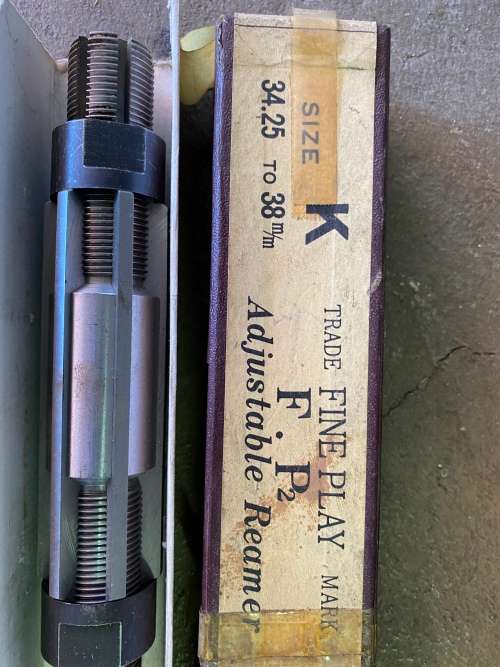 TRADE FINE PLAY MARK
SIZE K F. P2
34.25 TO 38 m/m Adjustable Reamer